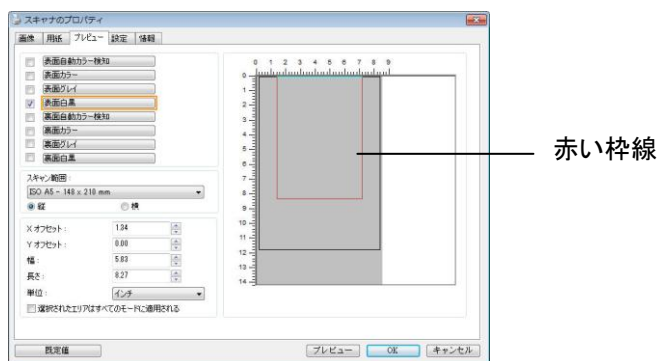 スキャナのプロパティ
画像 用紙 プレビュー 設定 情報
表面自動カラー検知
表面カラー
表面グレイ
表面白黒
裏面自動カラー検知
裏面カラー
裏面グレイ
裏面白黒
スキャン範囲:
ISO A5 - 148 x 210 mm
縦 横
X オフセット: 1.34
Y オフセット: 0.00
幅: 5.83
長さ: 8.27
単位: インチ
選択されたエリアはすべてのモードに適用される
0 1 2 3 4 5 6 7 8 9
0
1
2
3
4
5
6
7
8
9
10
11
12
13
14
赤い枠線
既定値 プレビュー OK キャンセル